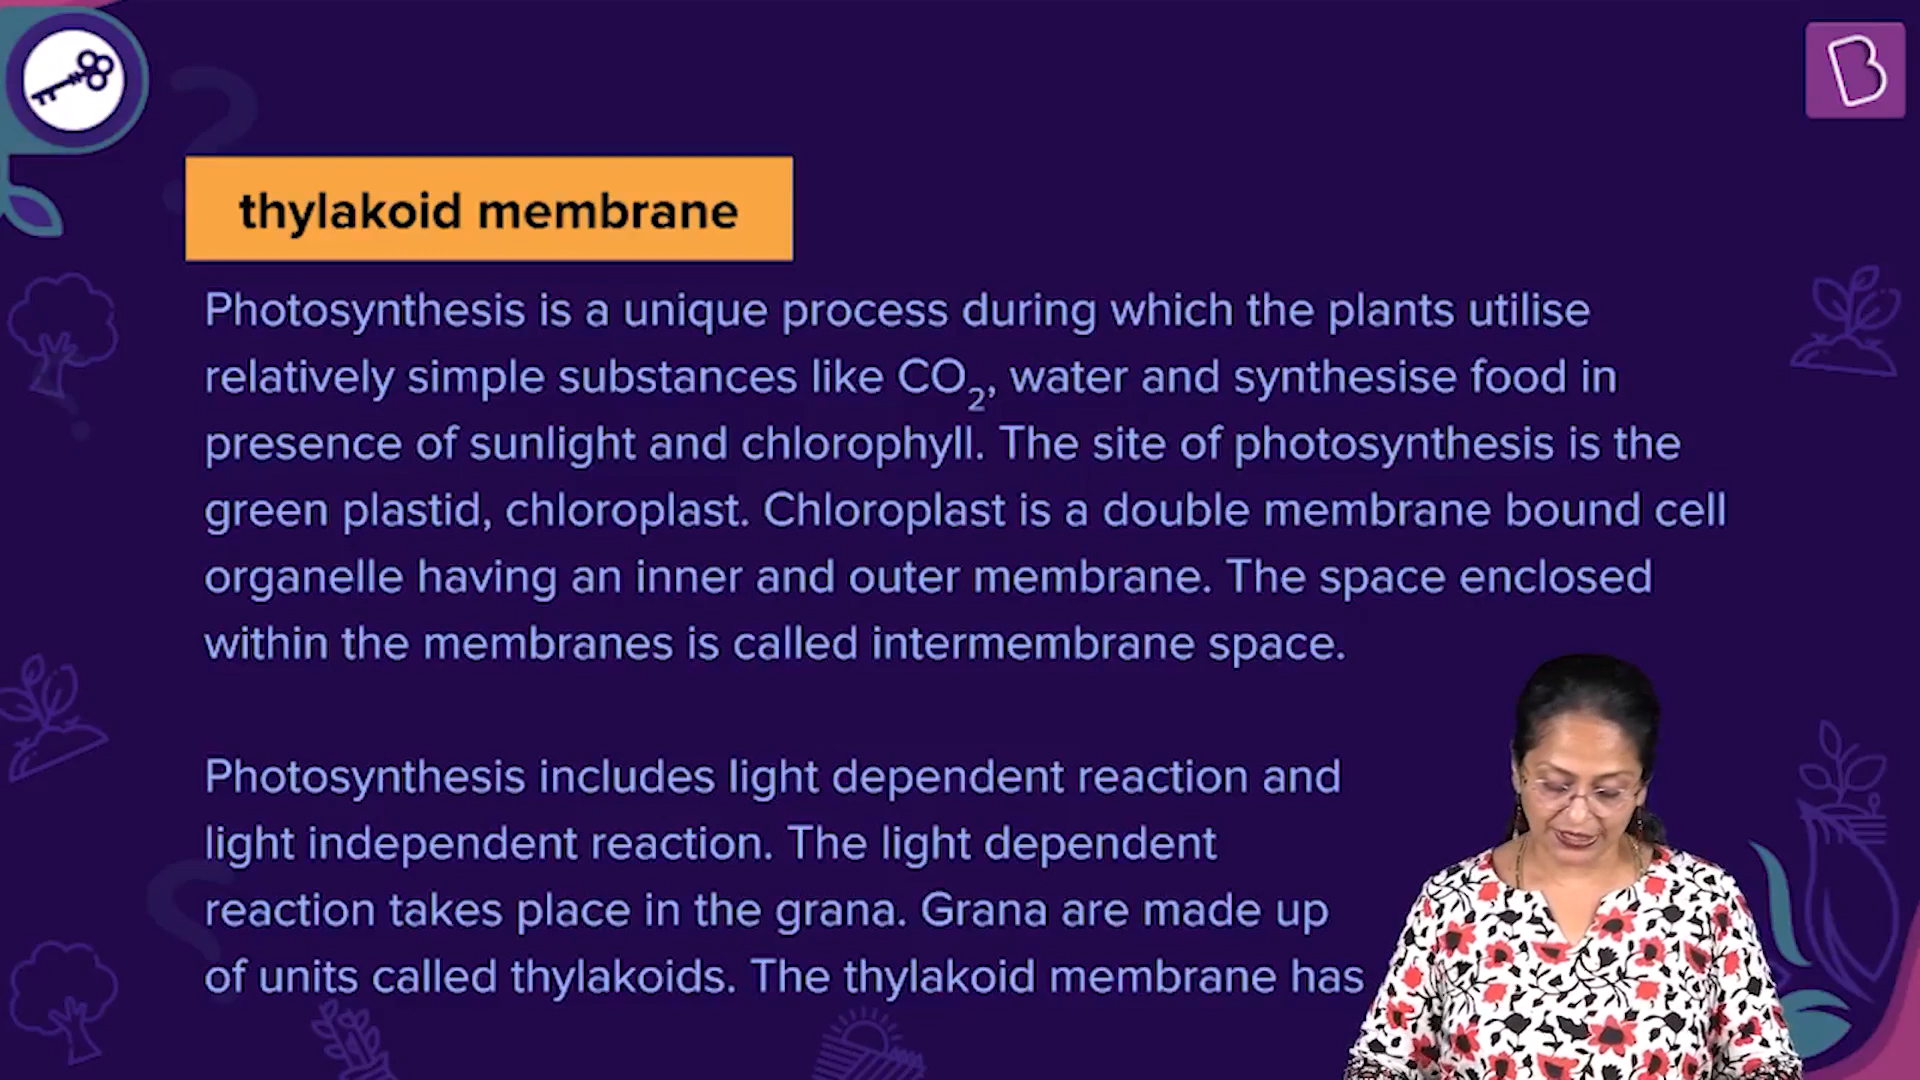 thylakoid membrane
Photosynthesis is a unique process during which the plants utilise
relatively simple substances like CO₂, water and synthesise food in
presence of sunlight and chlorophyll. The site of photosynthesis is the
green plastid, chloroplast. Chloroplast is a double membrane bound cell
organelle having an inner and outer membrane. The space enclosed
within the membranes is called intermembrane space.
Photosynthesis includes light dependent reaction and
light independent reaction. The light dependent
reaction takes place in the grana. Grana are made up
of units called thylakoids. The thylakoid membrane has
B